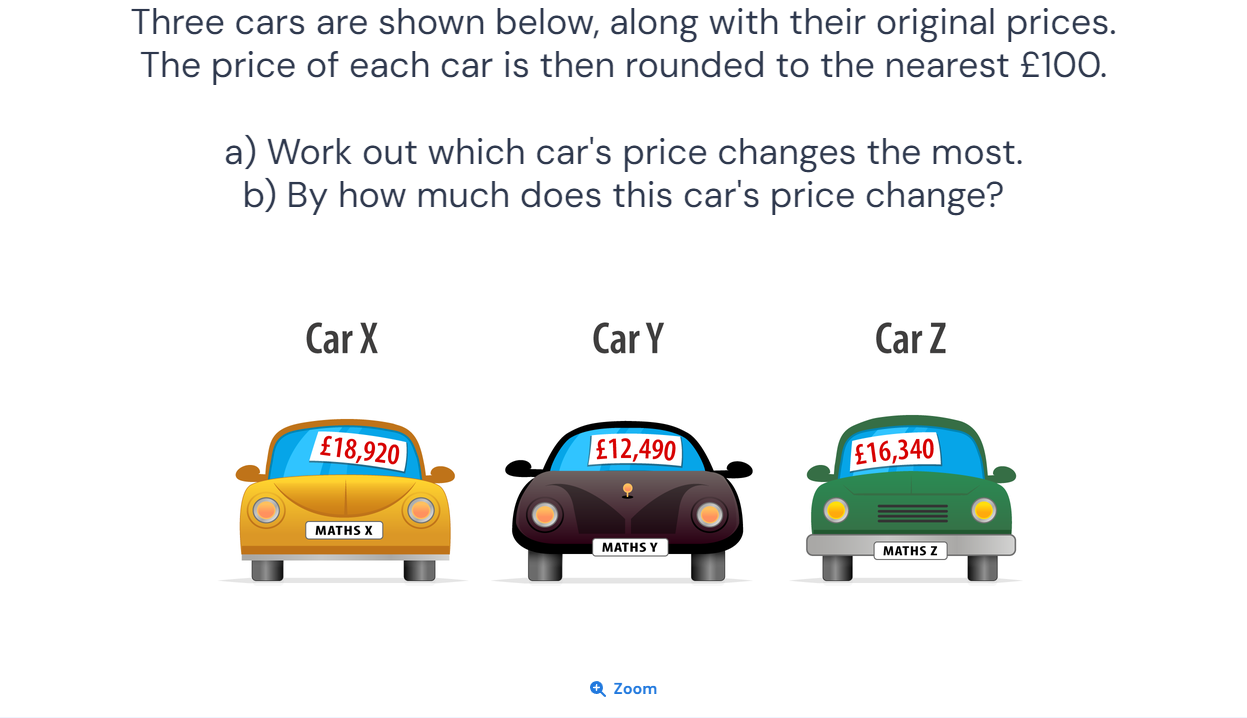 Three cars are shown below, along with their original prices.
The price of each car is then rounded to the nearest £100.
a) Work out which car's price changes the most.
b) By how much does this car's price change?
Car X
Car Y
Car Z
£18,920
£12,490
£16,340
MATHS X
MATHS Y
MATHS Z
Zoom